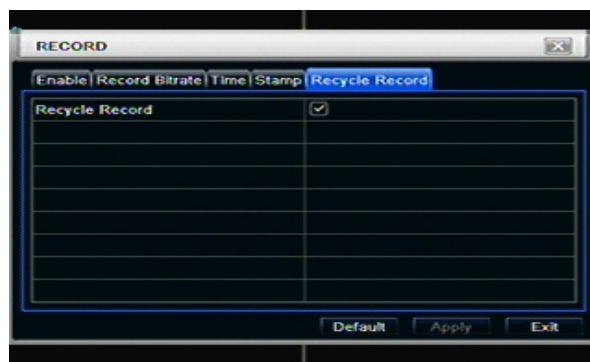 RECORD
Enable Record Bitrate Time Stamp Recycle Record
Recycle Record
Default Apply Exit